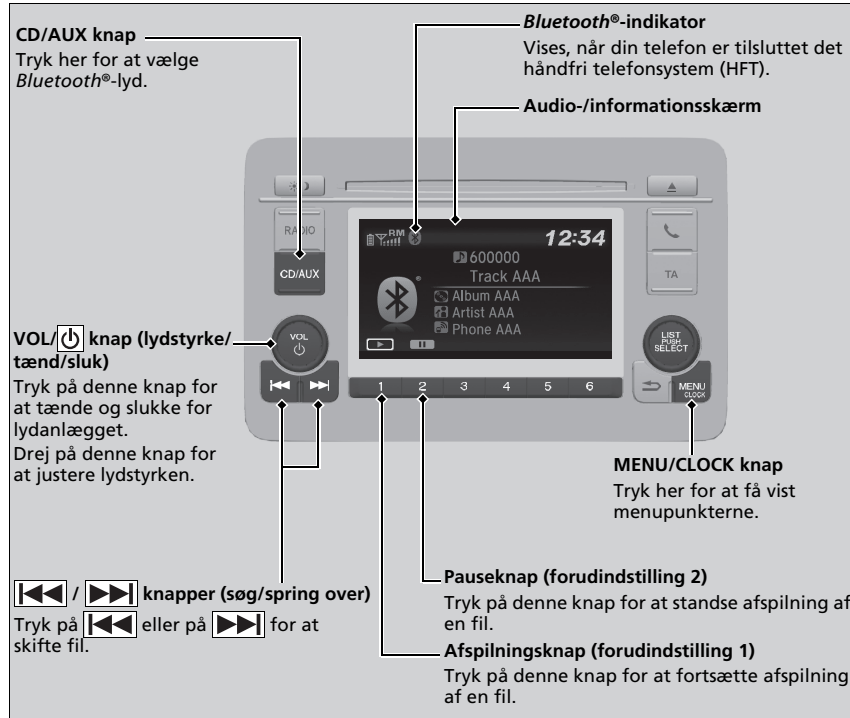 CD/AUX knap
Tryk her for at vælge
Bluetooth®-lyd.
Bluetooth®-indikator
Vises, når din telefon er tilsluttet det
håndfri telefonsystem (HFT).
Audio-/informationsskærm
RADIO
CD/AUX
RM
12:34
600000
Track AAA
Album AAA
Artist AAA
Phone AAA
TA
VOL
LIST
PUSH
SELECT
1 2 3 4 5 6
MENU
CLOCK
VOL/ knap (lydstyrke/
tænd/sluk)
Tryk på denne knap for
at tænde og slukke for
lydanlægget.
Drej på denne knap for
at justere lydstyrken.
MENU/CLOCK knap
Tryk her for at få vist
menupunkterne.
/ knapper (søg/spring over)
Tryk på eller på for at
skifte fil.
Pauseknap (forudindstilling 2)
Tryk på denne knap for at standse afspilning af
en fil.
Afspilningsknap (forudindstilling 1)
Tryk på denne knap for at fortsætte afspilning
af en fil.